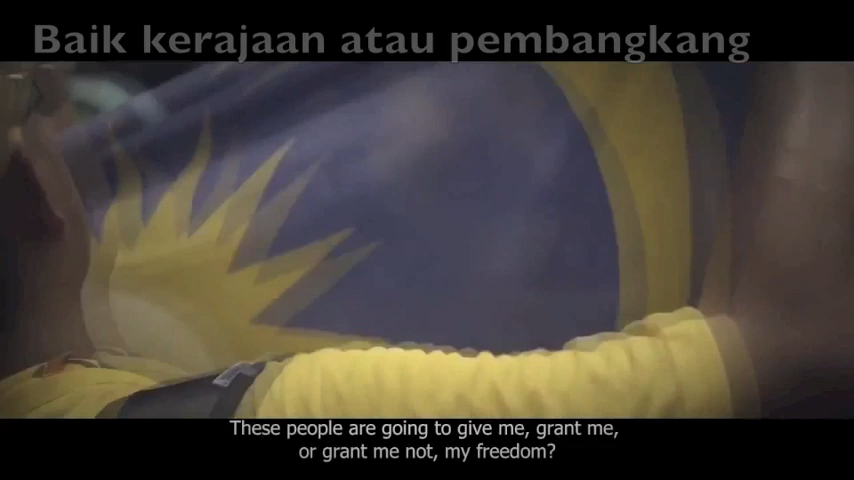 Baik kerajaan atau pembangkang
These people are going to give me, grant me,
or grant me not, my freedom?